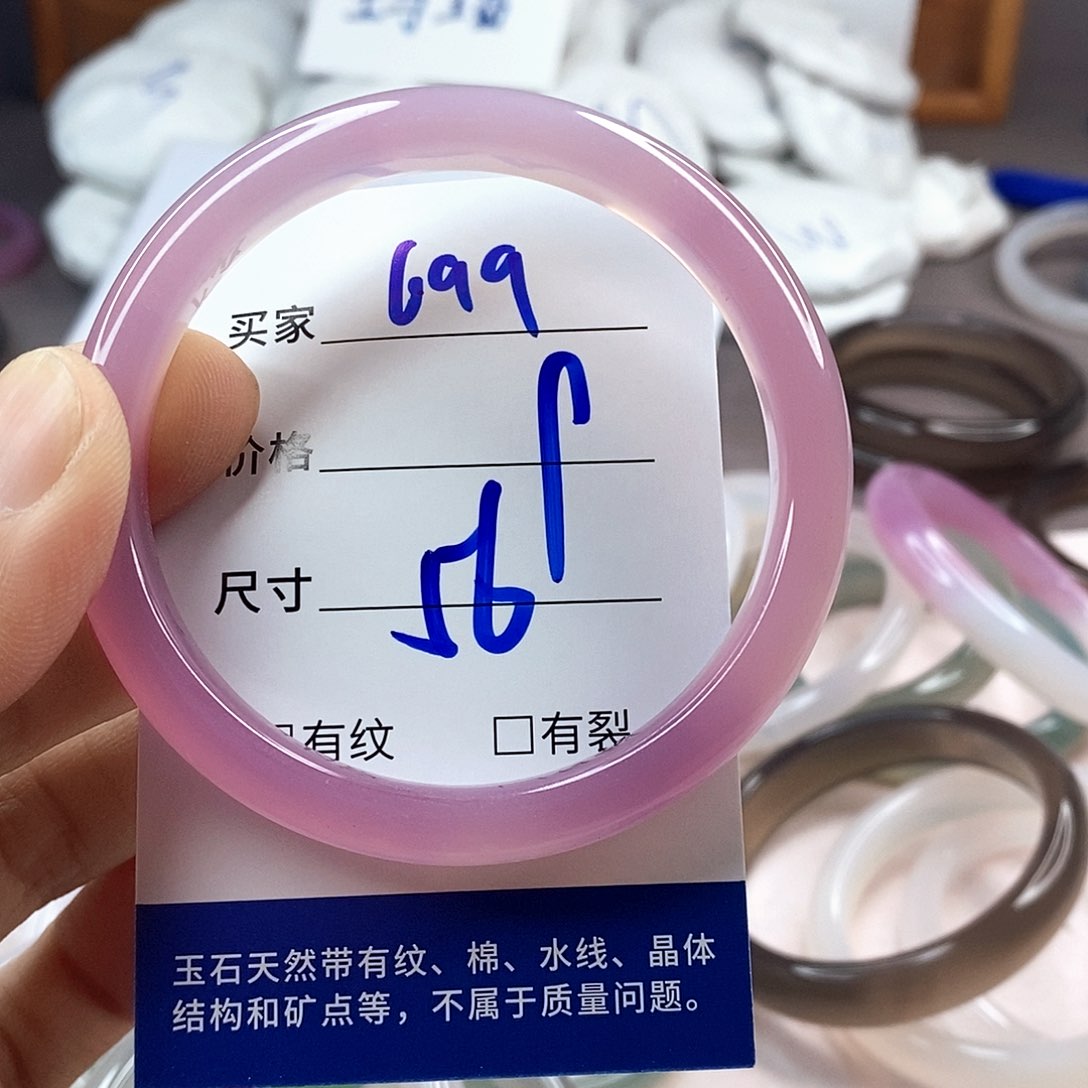 买家 699
价格
尺寸 56
□有纹 □有裂
玉石天然带有纹、棉、水线、晶体
结构和矿点等，不属于质量问题。